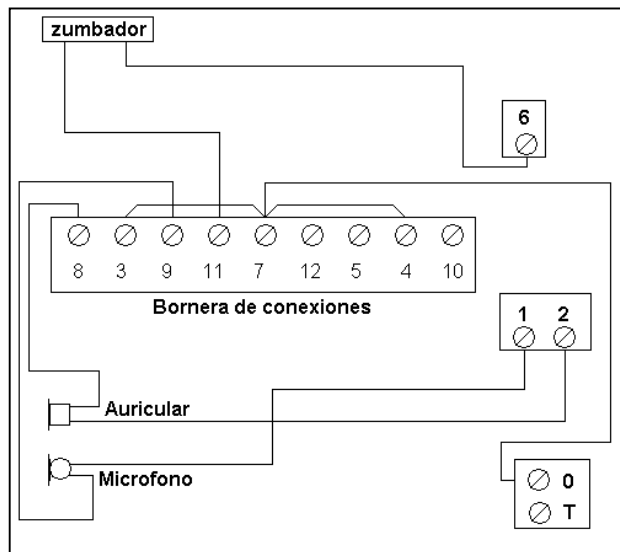 zumbador
6
8 3 9 11 7 12 5 4 10
Bornera de conexiones
1 2
Auricular
Microfono
0
T